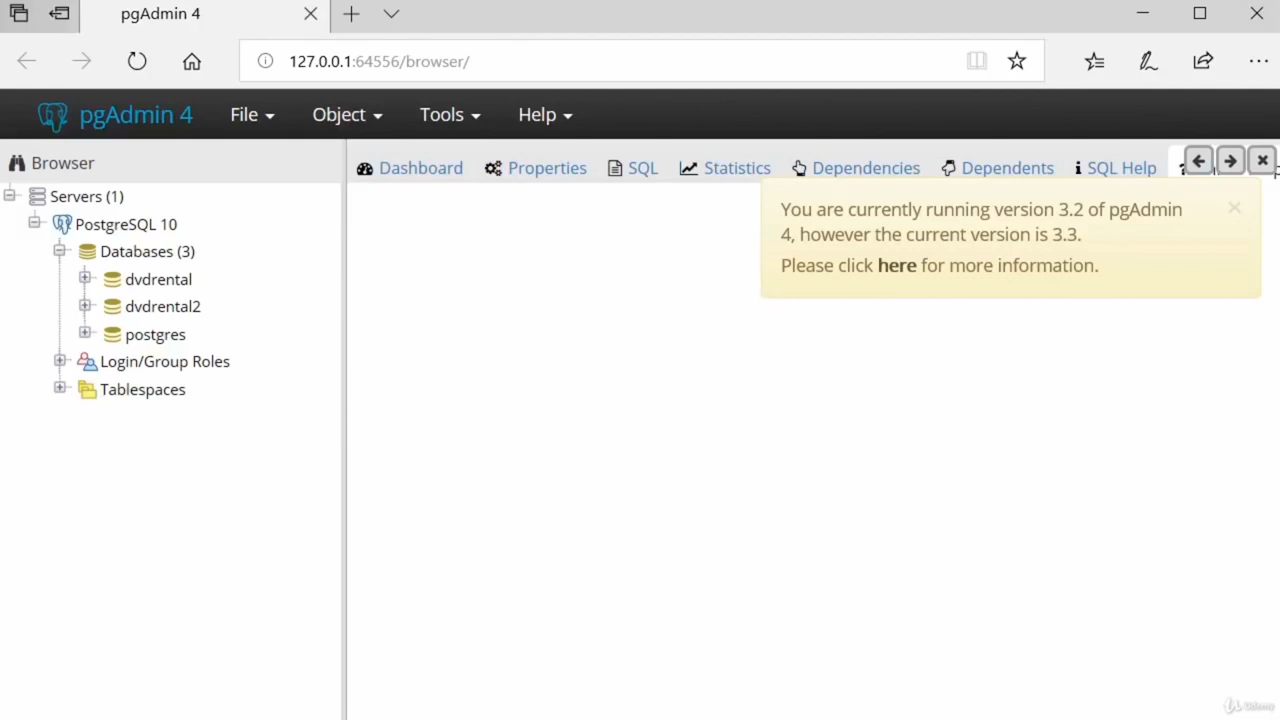 pgAdmin 4
127.0.0.1:64556/browser/
pgAdmin 4 File Object Tools Help
Browser
Dashboard Properties SQL Statistics Dependencies Dependents SQL Help
Servers (1)
PostgreSQL 10
Databases (3)
dvdrental
dvdrental2
postgres
Login/Group Roles
Tablespaces
You are currently running version 3.2 of pgAdmin
4, however the current version is 3.3.
Please click here for more information.
Udemy